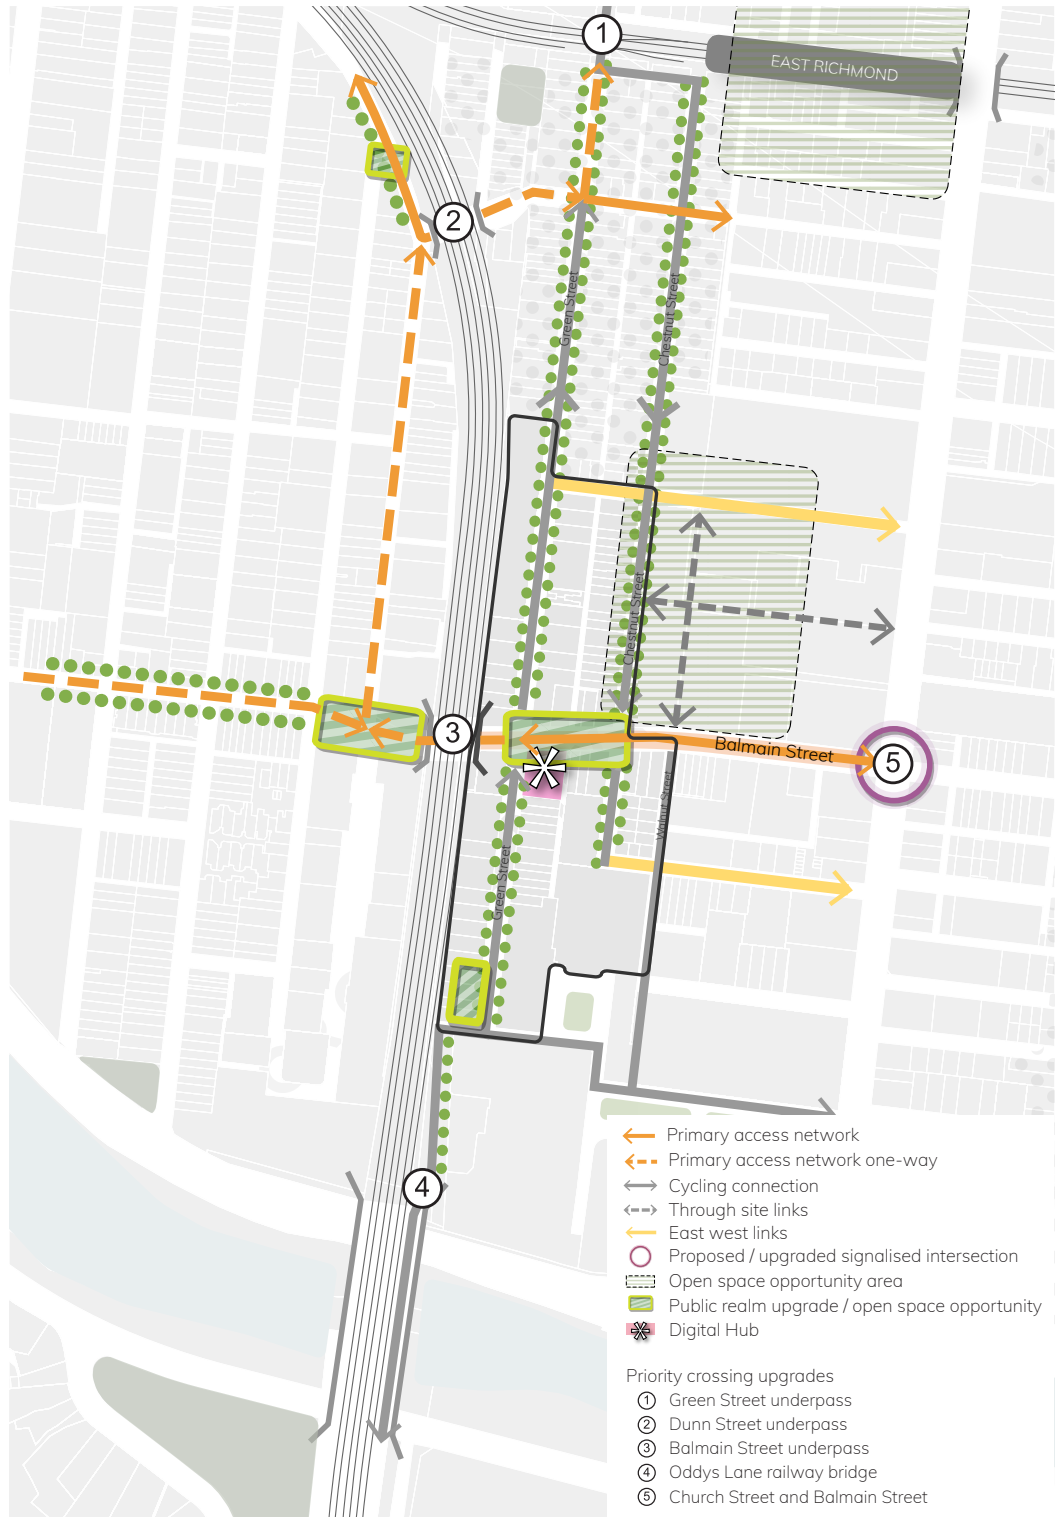 1
EAST RICHMOND
2
Green Street
Chestnut Street
Chestnut Street
3
Balmain Street
5
Walnut Street
Green Street
4
Primary access network
Primary access network one-way
Cycling connection
Through site links
East west links
Proposed / upgraded signalised intersection
Open space opportunity area
Public realm upgrade / open space opportunity
Digital Hub
Priority crossing upgrades
1 Green Street underpass
2 Dunn Street underpass
3 Balmain Street underpass
4 Oddys Lane railway bridge
5 Church Street and Balmain Street